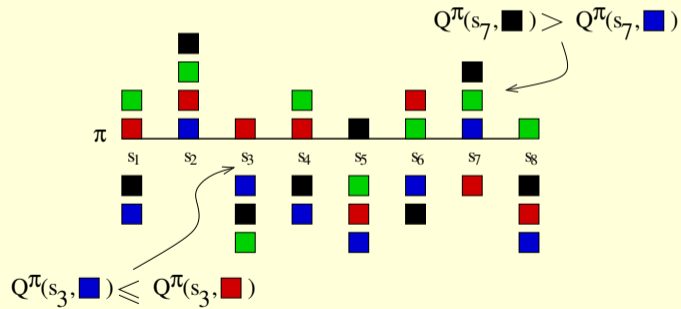 Q^π(s_7, ■) > Q^π(s_7, ■)
π
s_1 s_2 s_3 s_4 s_5 s_6 s_7 s_8
Q^π(s_3, ■) ⩽ Q^π(s_3, ■)